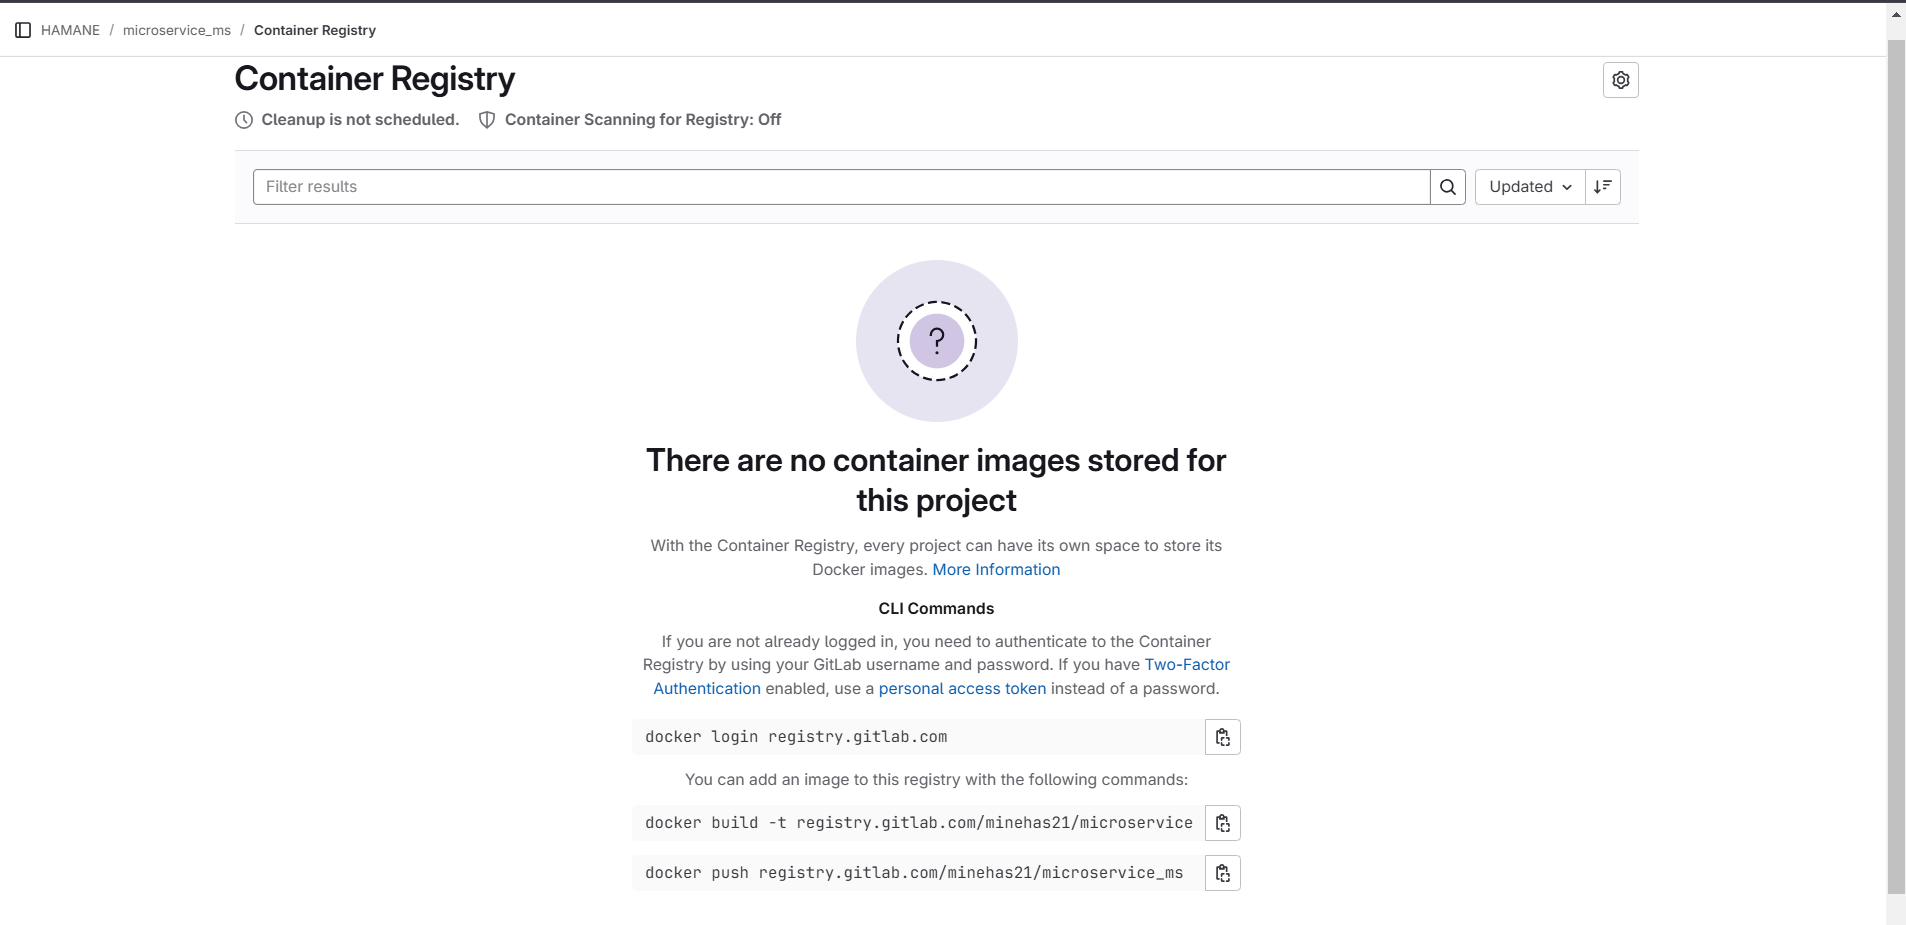 HAMANE / microservice_ms / Container Registry
Container Registry
Cleanup is not scheduled. Container Scanning for Registry: Off
Filter results
Updated
?
There are no container images stored for
this project
With the Container Registry, every project can have its own space to store its
Docker images. More Information
CLI Commands
If you are not already logged in, you need to authenticate to the Container
Registry by using your GitLab username and password. If you have Two-Factor
Authentication enabled, use a personal access token instead of a password.
docker login registry.gitlab.com
You can add an image to this registry with the following commands:
docker build -t registry.gitlab.com/minehas21/microservice
docker push registry.gitlab.com/minehas21/microservice_ms